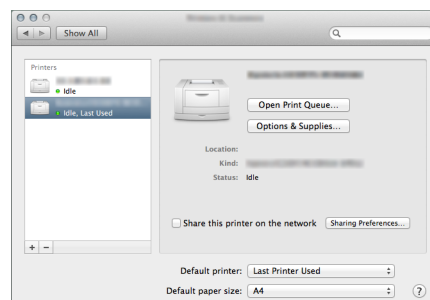 Show All
Printers
Idle
Idle, Last Used
Open Print Queue...
Options & Supplies...
Location:
Kind:
Status: Idle
Share this printer on the network Sharing Preferences...
+ −
Default printer: Last Printer Used
Default paper size: A4 ?